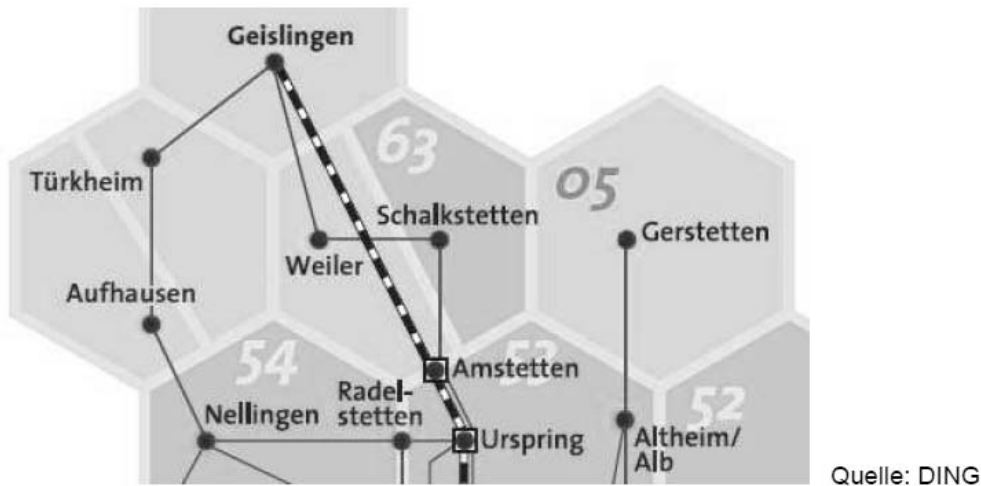 Geislingen
63
Türkheim
05
Schalkstetten
Gerstetten
Weiler
Aufhausen
54
53
Amstetten
Radel-
stetten
52
Nellingen
Urspring
Altheim/
Alb
Quelle: DING